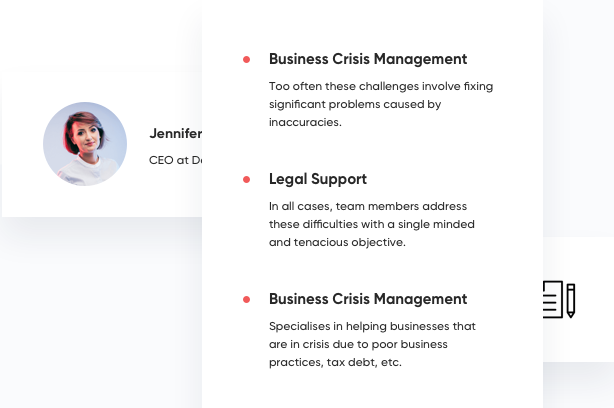 Business Crisis Management
Too often these challenges involve fixing
significant problems caused by
inaccuracies.
Jennifer
CEO at
Legal Support
In all cases, team members address
these difficulties with a single minded
and tenacious objective.
Business Crisis Management
Specialises in helping businesses that
are in crisis due to poor business
practices, tax debt, etc.